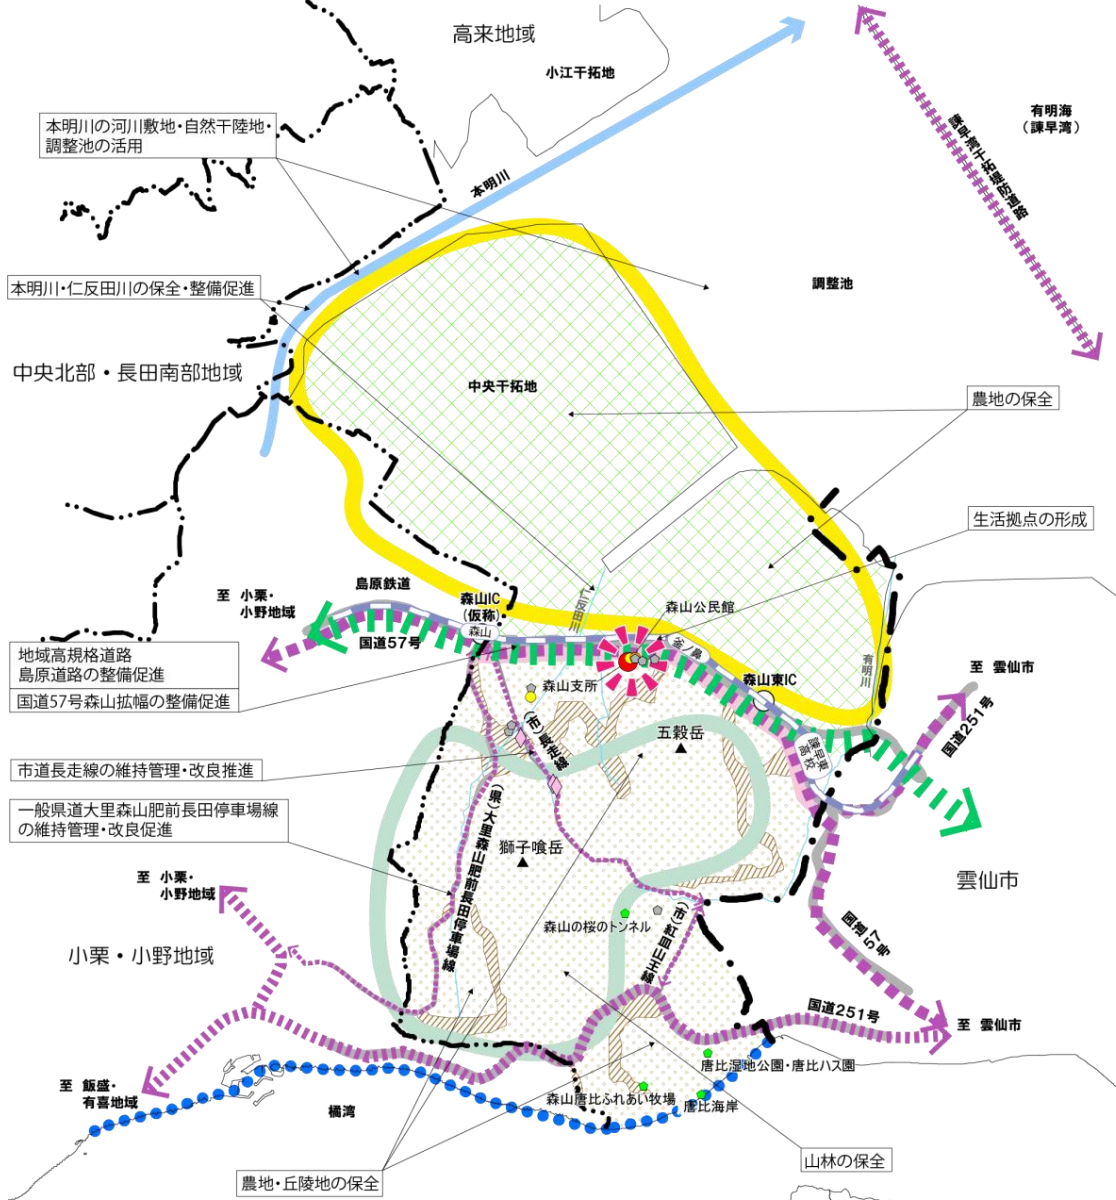 高来地域
小江干拓地
有明海
(諫早湾)
本明川の河川敷地・自然干陸地・
調整池の活用
諫早湾干拓堤防道路
本明川
本明川・仁反田川の保全・整備促進
調整池
中央北部・長田南部地域
中央干拓地
農地の保全
生活拠点の形成
島原鉄道
至 小栗・
小野地域
森山IC
(仮称)
森山
仁反田川
森山公民館
国道57号
釜ノ鼻
有明川
地域高規格道路
島原道路の整備促進
国道57号森山拡幅の整備促進
森山支所
森山東IC
至 雲仙市
国道251号
(市)長走線
五穀岳
諫早東
高校
市道長走線の維持管理・改良推進
一般県道大里森山肥前長田停車場線
の維持管理・改良促進
(県)大里森山肥前長田停車場線
獅子喰岳
至 小栗・
小野地域
雲仙市
小栗・小野地域
森山の桜のトンネル
(市)紅皿山王線
国道57号
国道251号
至 雲仙市
唐比湿地公園・唐比ハス園
至 飯盛・
有喜地域
橘湾
森山唐比ふれあい牧場
唐比海岸
山林の保全
農地・丘陵地の保全